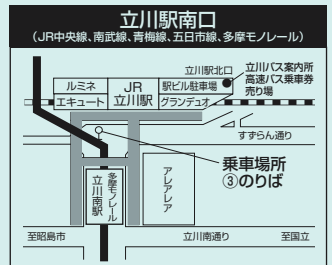 立川駅南口
(JR中央線、南武線、青梅線、五日市線、多摩モノレール)
立川駅北口
立川バス案内所
高速バス乗車券
売り場
ルミネ
エキュート
JR
立川駅
駅ビル駐車場
グランデュオ
すずらん通り
乗車場所
③のりば
多摩モノレール
立川南駅
アレアレア
至昭島市
立川南通り
至国立